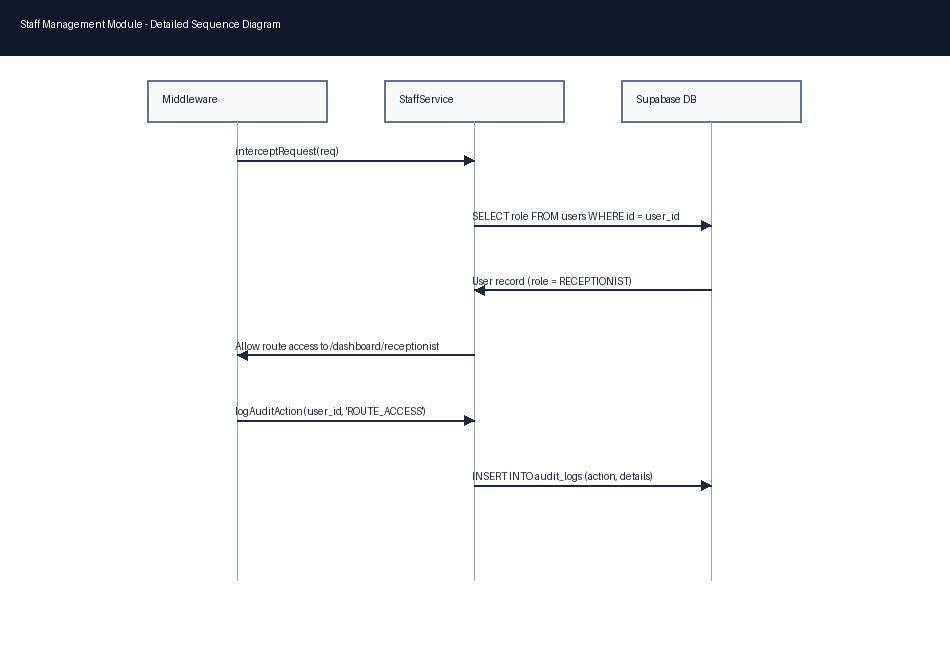 Staff Management Module - Detailed Sequence Diagram
Middleware
StaffService
Supabase DB
interceptRequest(req)
SELECT role FROM users WHERE id = user_id
User record (role = RECEPTIONIST)
Allow route access to /dashboard/receptionist
logAuditAction(user_id, 'ROUTE_ACCESS')
INSERT INTO audit_logs (action, details)